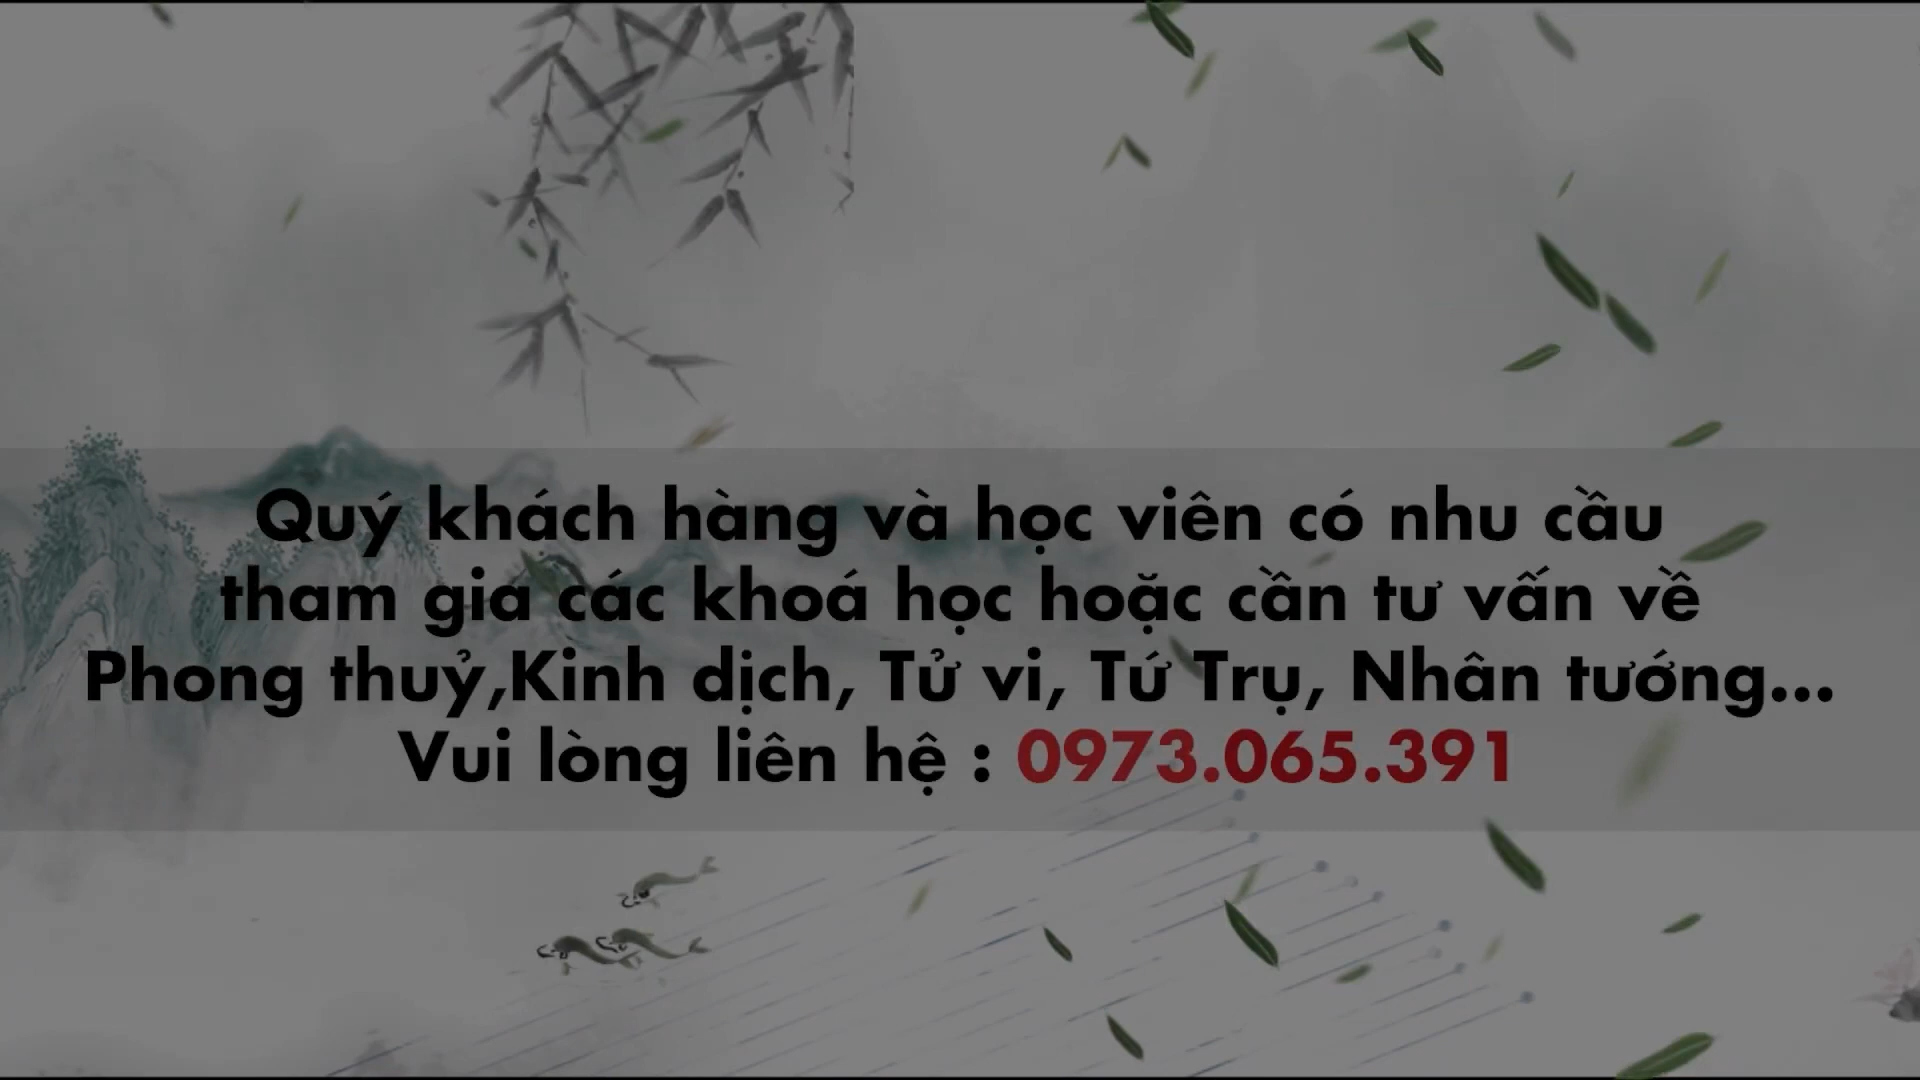 Quý khách hàng và học viên có nhu cầu
tham gia các khoá học hoặc cần tư vấn về
Phong thuỷ,Kinh dịch, Tử vi, Tứ Trụ, Nhân tướng...
Vui lòng liên hệ : 0973.065.391